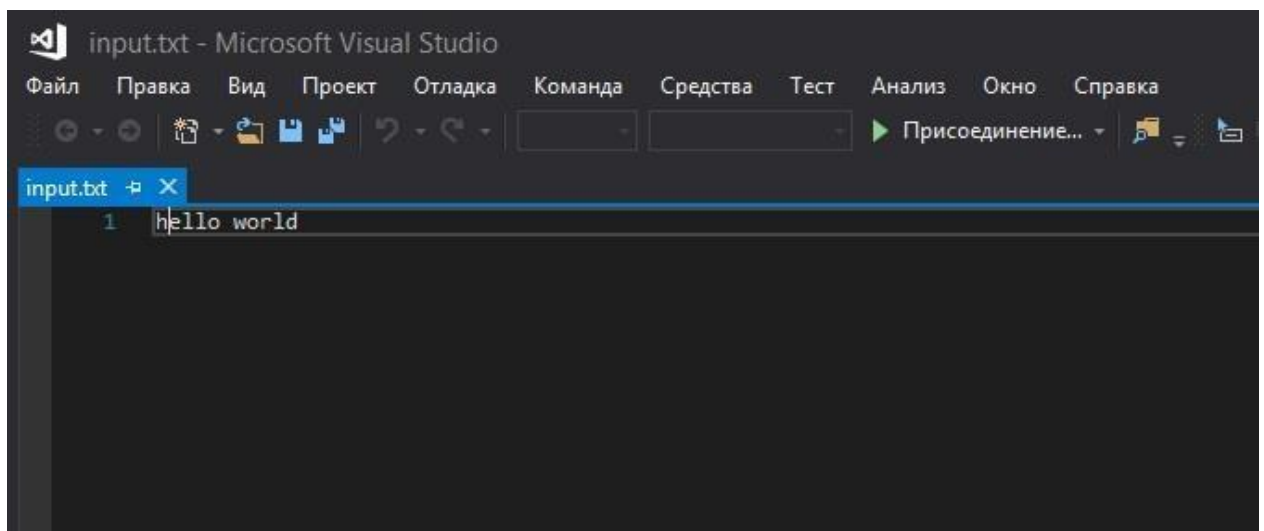 input.txt - Microsoft Visual Studio
Файл Правка Вид Проект Отладка Команда Средства Тест Анализ Окно Справка
Присоединение...
input.txt
1 hello world